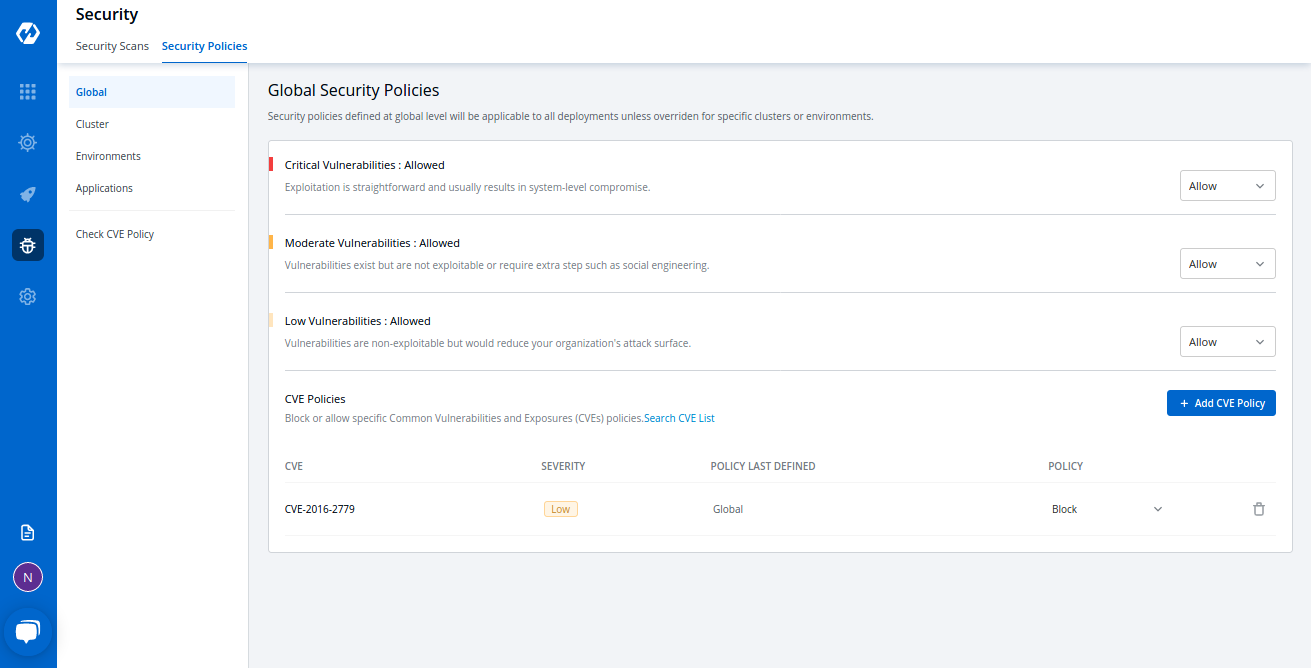 Security
Security Scans Security Policies
Global
Cluster
Environments
Applications
Check CVE Policy
Global Security Policies
Security policies defined at global level will be applicable to all deployments unless overriden for specific clusters or environments.
Critical Vulnerabilities : Allowed
Exploitation is straightforward and usually results in system-level compromise.
Allow
Moderate Vulnerabilities : Allowed
Vulnerabilities exist but are not exploitable or require extra step such as social engineering.
Allow
Low Vulnerabilities : Allowed
Vulnerabilities are non-exploitable but would reduce your organization's attack surface.
Allow
CVE Policies
Block or allow specific Common Vulnerabilities and Exposures (CVEs) policies.Search CVE List
+ Add CVE Policy
CVE SEVERITY POLICY LAST DEFINED POLICY
CVE-2016-2779 Low Global Block
N